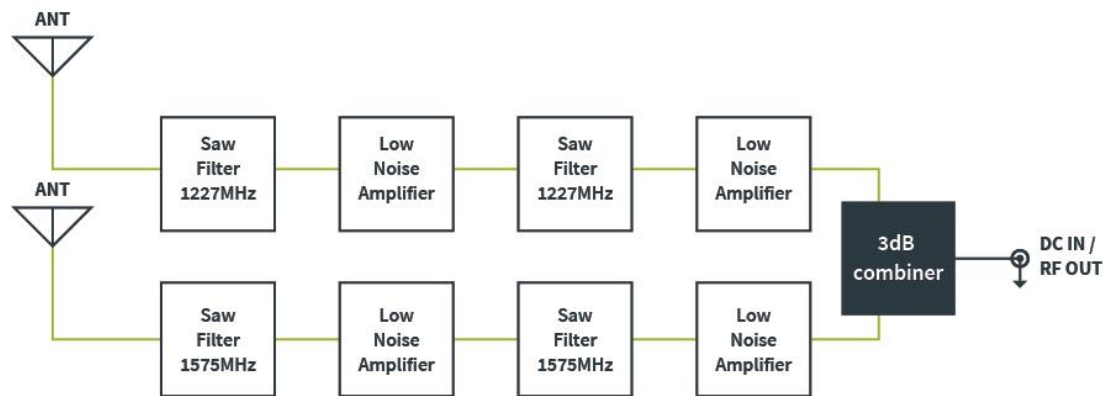 ANT
Saw
Filter
1227MHz
Low
Noise
Amplifier
Saw
Filter
1227MHz
Low
Noise
Amplifier
ANT
3dB
combiner
DC IN /
RF OUT
Saw
Filter
1575MHz
Low
Noise
Amplifier
Saw
Filter
1575MHz
Low
Noise
Amplifier